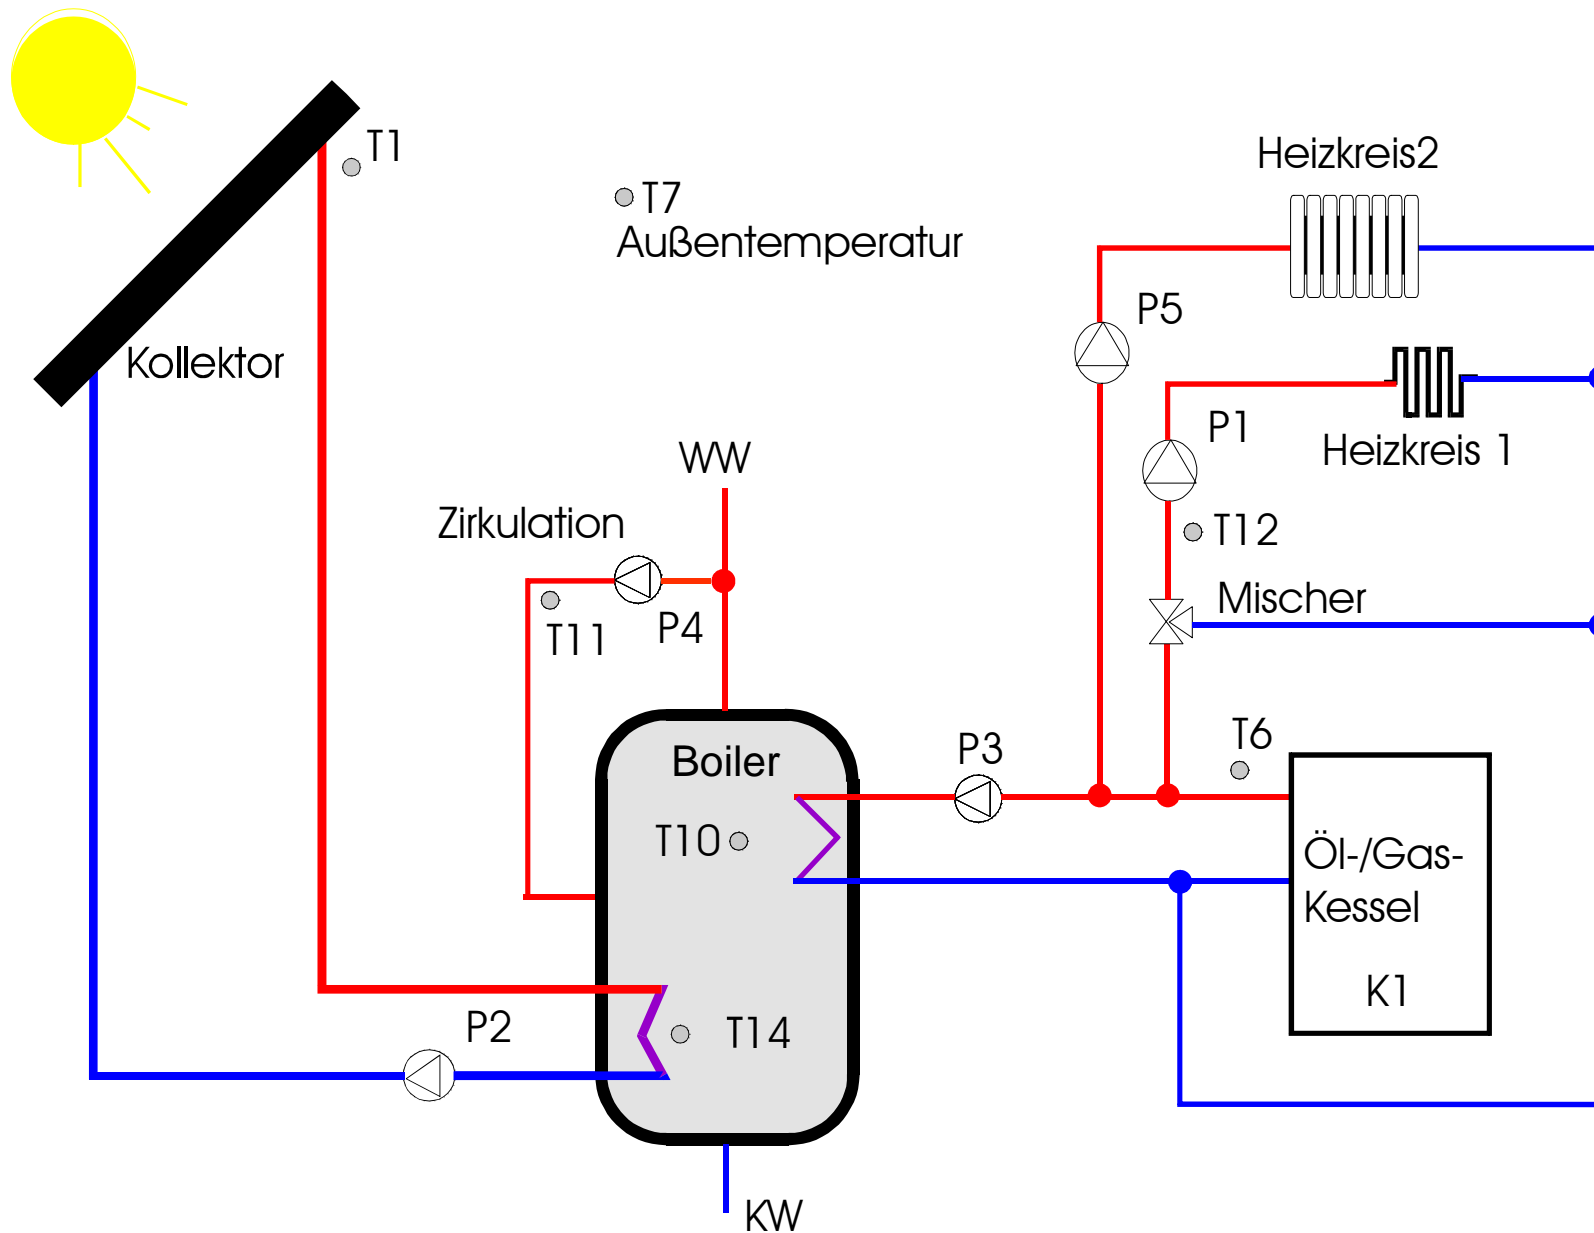 T1
Heizkreis2
T7
Außentemperatur
P5
Kollektor
P1
Heizkreis 1
WW
Zirkulation
T12
Mischer
P4
T11
T6
P3
Boiler
T10
Öl-/Gas-
Kessel
K1
P2
T14
KW